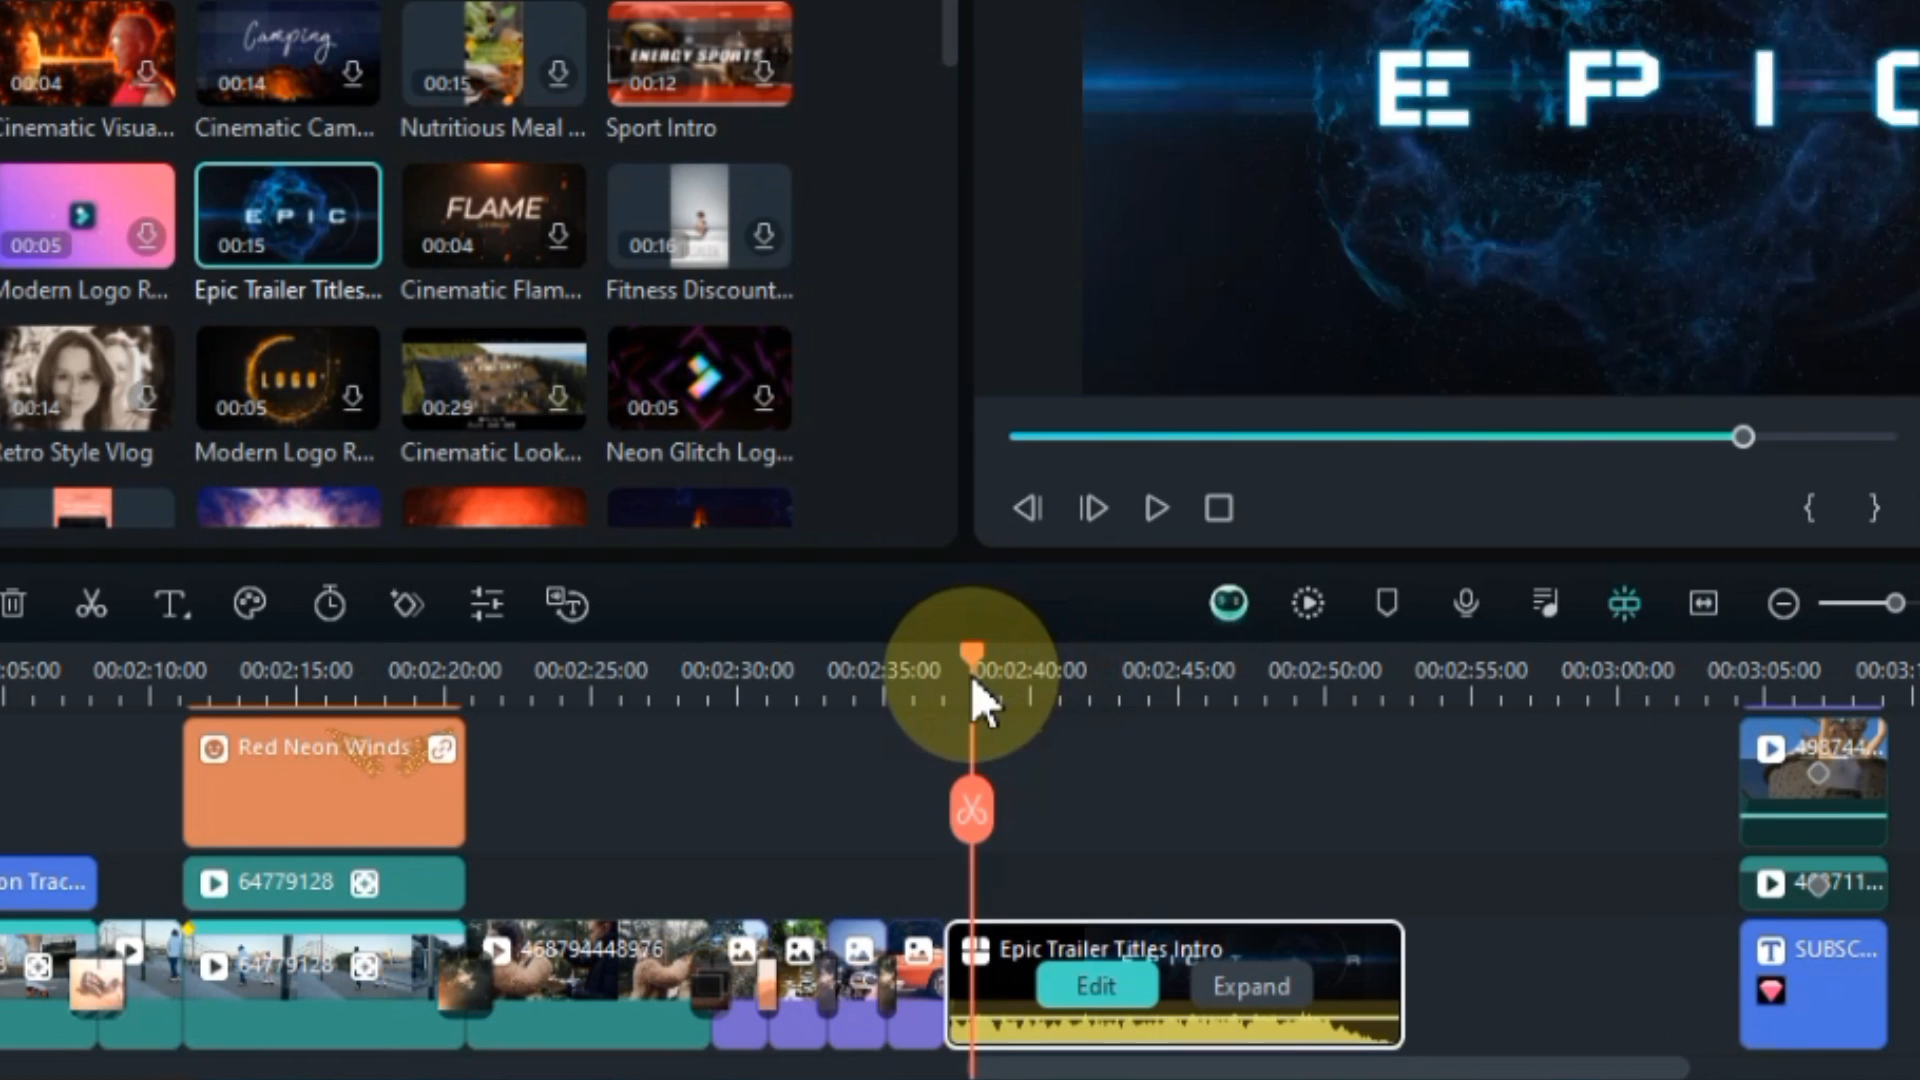 00:04
Camping
00:14
00:15
ENERGY SPORTS
00:12
Cinematic Visua...
Cinematic Cam...
Nutritious Meal ...
Sport Intro
E P I C
00:05
E P I C
00:15
FLAME
00:04
00:16
Modern Logo R...
Epic Trailer Titles...
Cinematic Flam...
Fitness Discount...
00:14
LOGO
00:05
00:29
00:05
Retro Style Vlog
Modern Logo R...
Cinematic Look...
Neon Glitch Log...
:05:00 00:02:10:00 00:02:15:00 00:02:20:00 00:02:25:00 00:02:30:00 00:02:35:00 00:02:40:00 00:02:45:00 00:02:50:00 00:02:55:00 00:03:00:00 00:03:05:00 00:03:1
Red Neon Winds
498744...
on Trac...
64779128
64779128
468794448976
Epic Trailer Titles Intro
Edit
Expand
SUBSC...